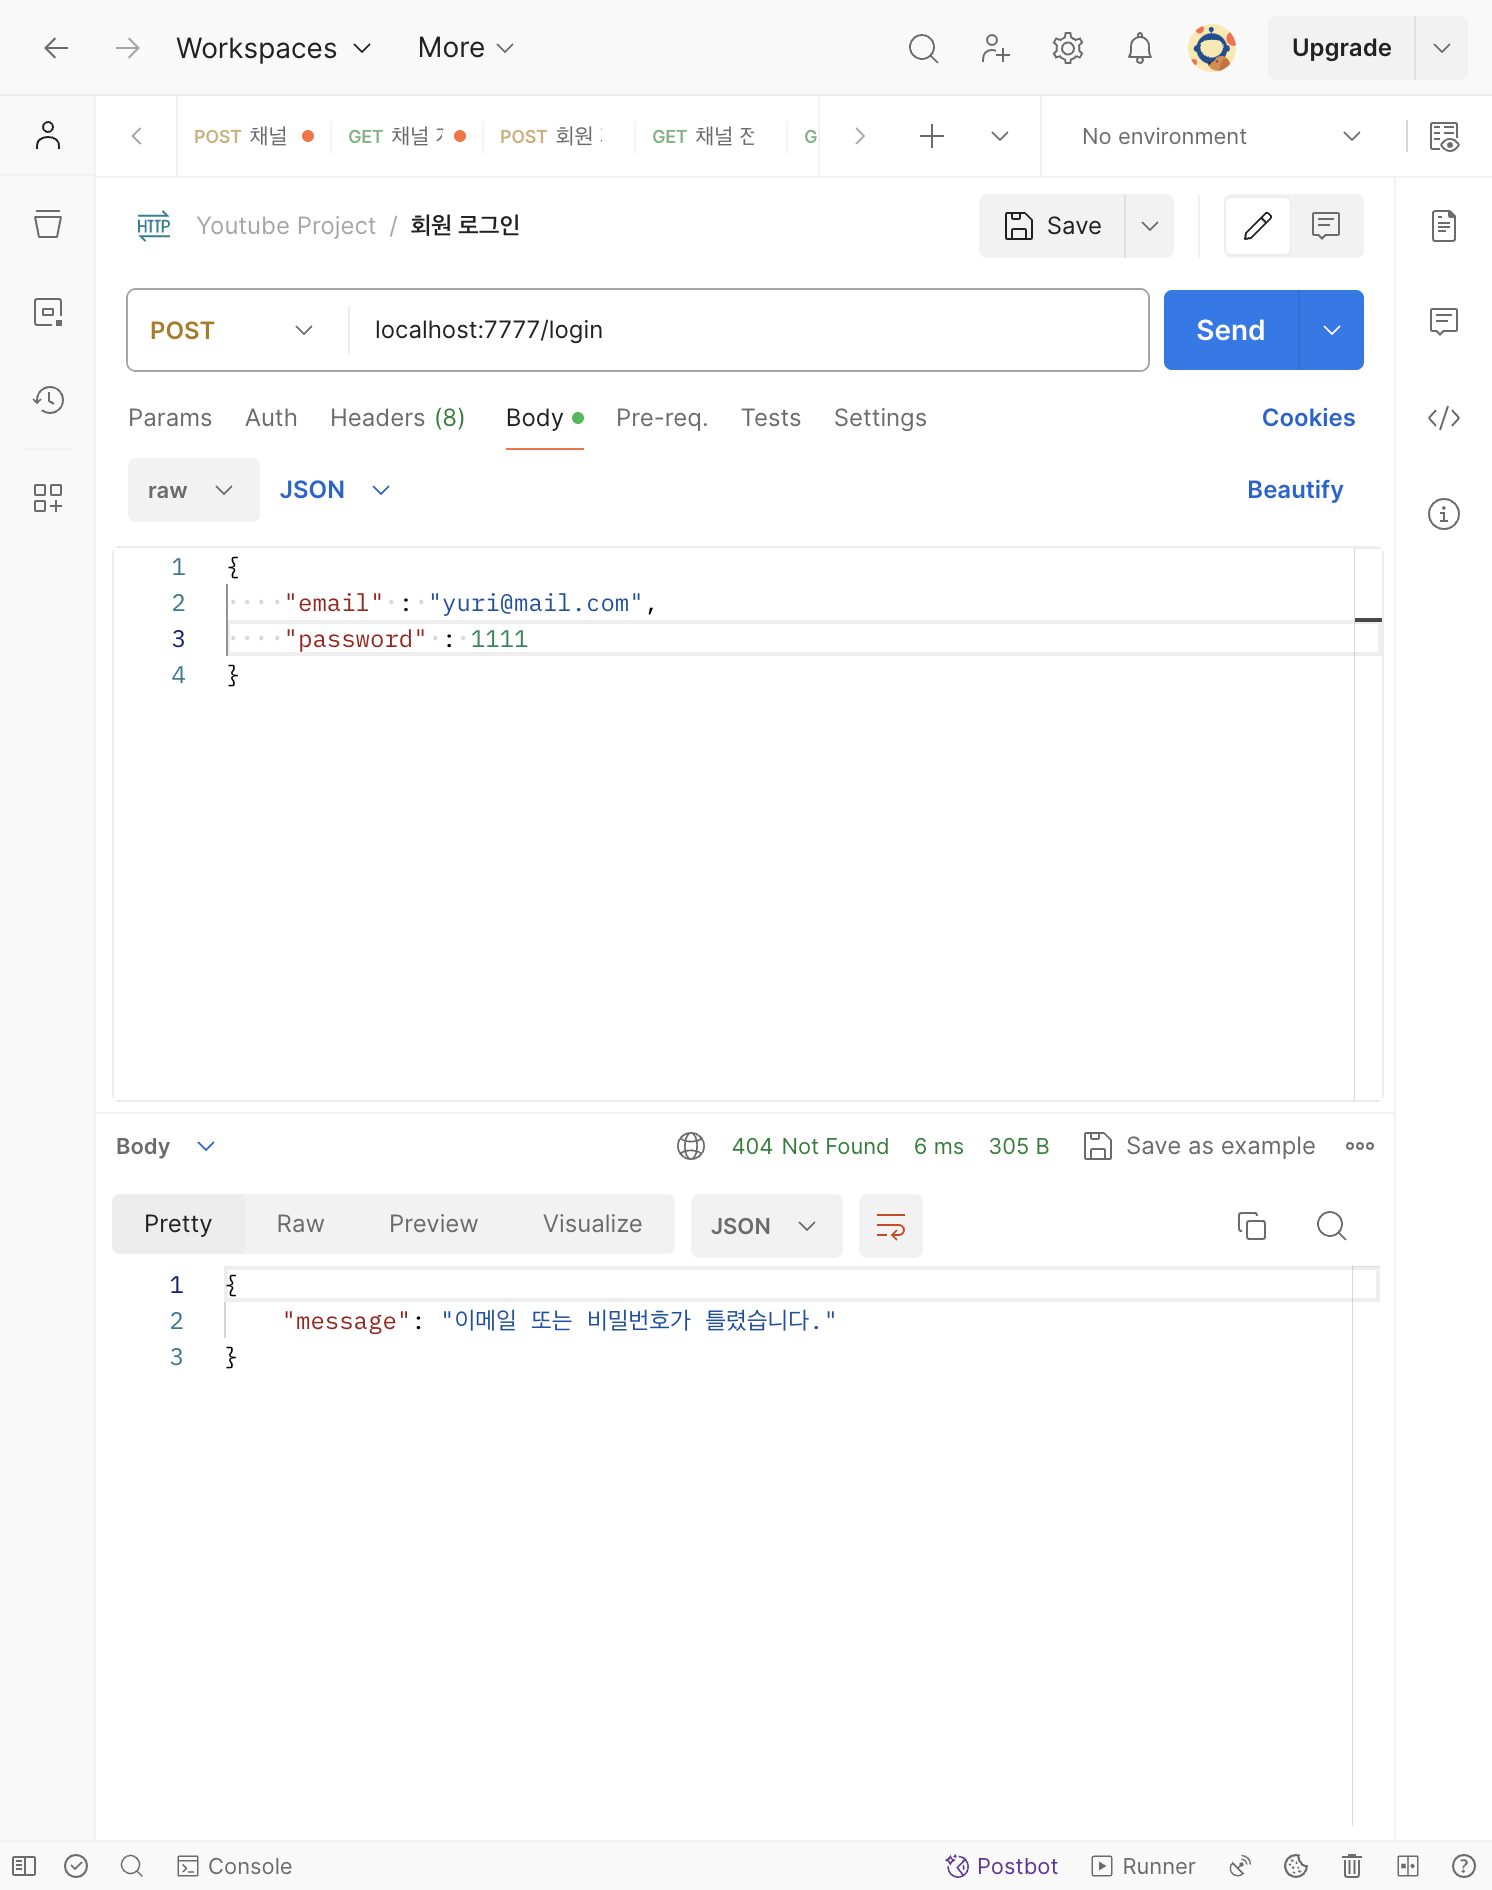 Workspaces More Upgrade
POST 채널 GET 채널 POST 회원 GET 채널 전 G No environment
HTTP Youtube Project / 회원 로그인 Save
POST localhost:7777/login Send
Params Auth Headers (8) Body Pre-req. Tests Settings Cookies
raw JSON Beautify
1 {
2 "email" : "yuri@mail.com",
3 "password" : 1111
4 }
Body 404 Not Found 6 ms 305 B Save as example
Pretty Raw Preview Visualize JSON
1 {
2 "message": "이메일 또는 비밀번호가 틀렸습니다."
3 }
Console Postbot Runner